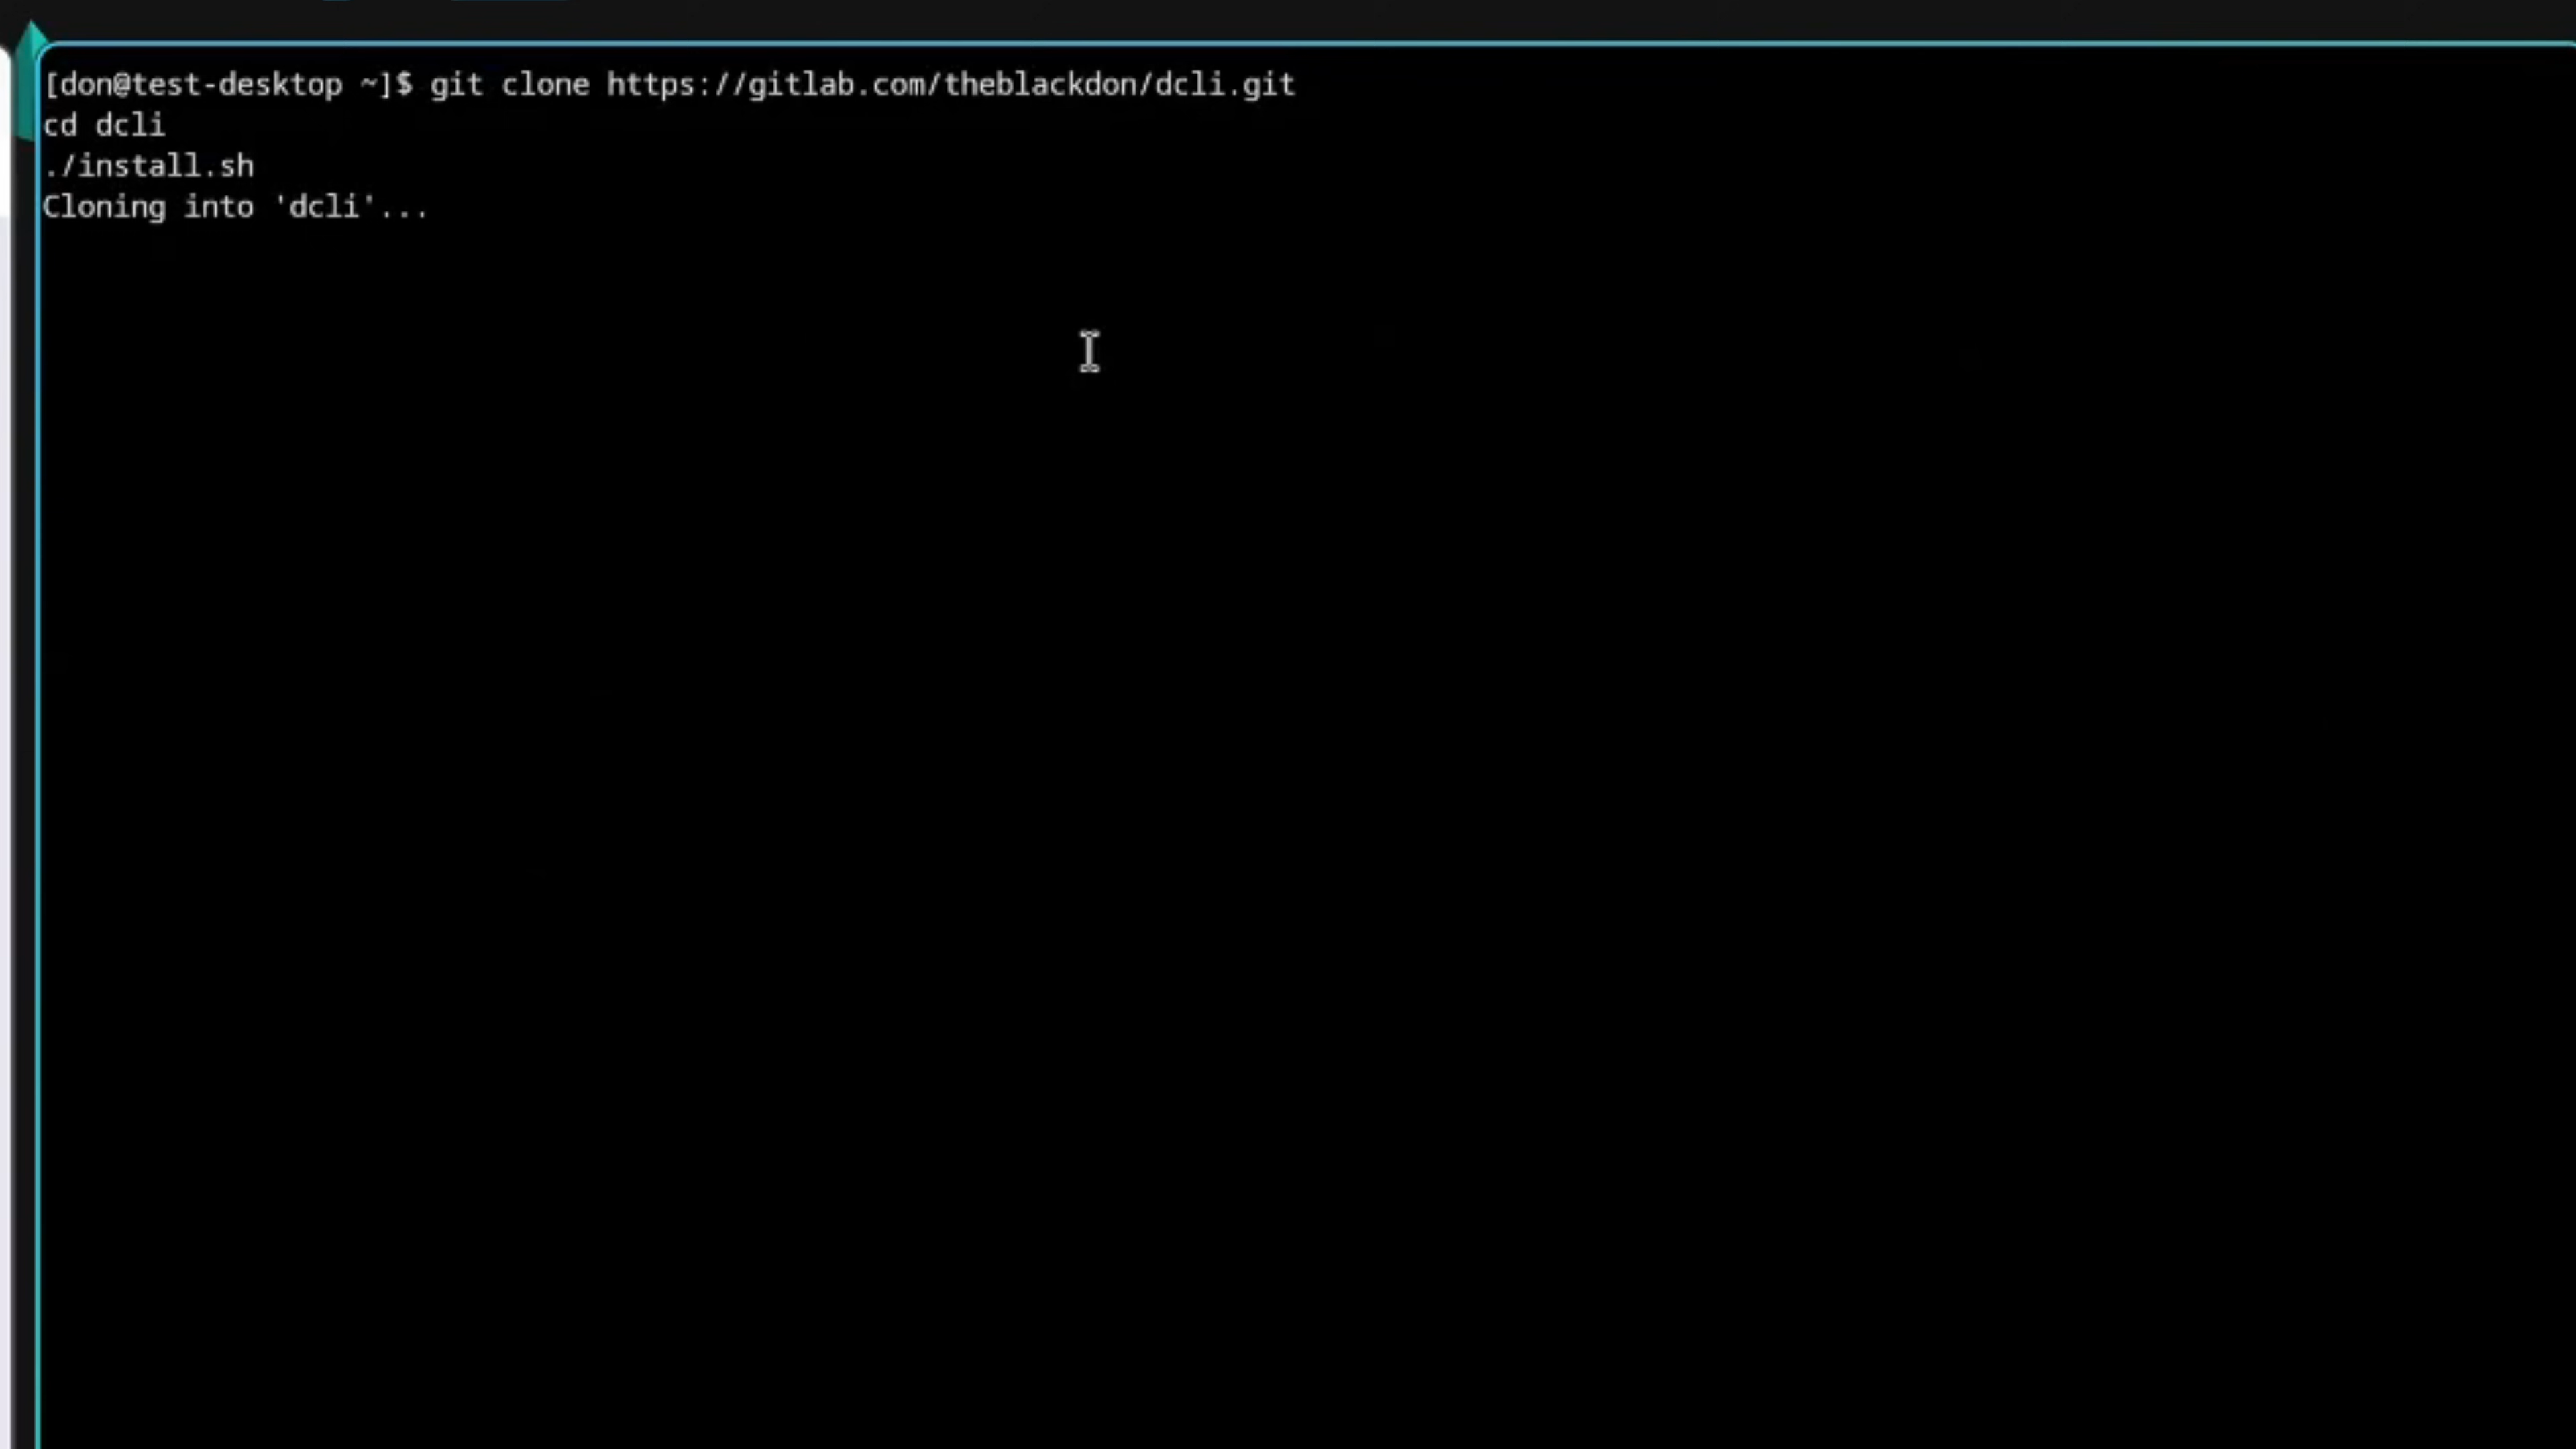 [don@test-desktop ~]$ git clone https://gitlab.com/theblackdon/dcli.git
cd dcli
./install.sh
Cloning into 'dcli'...